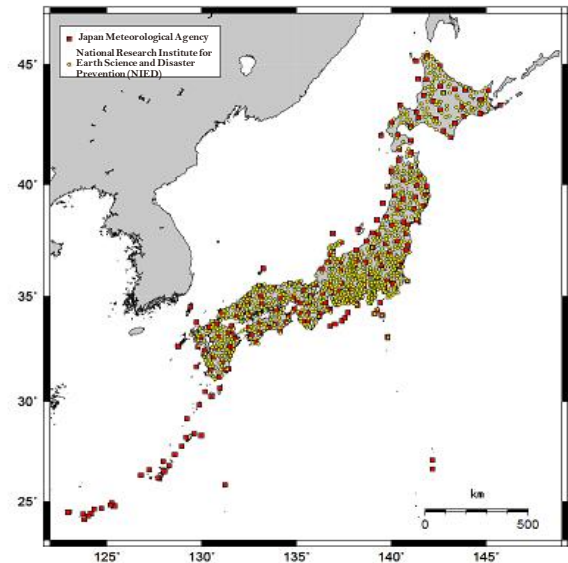 Japan Meteorological Agency
National Research Institute for
Earth Science and Disaster
Prevention (NIED)
45˚
40˚
35˚
30˚
25˚
km
0 500
125˚ 130˚ 135˚ 140˚ 145˚